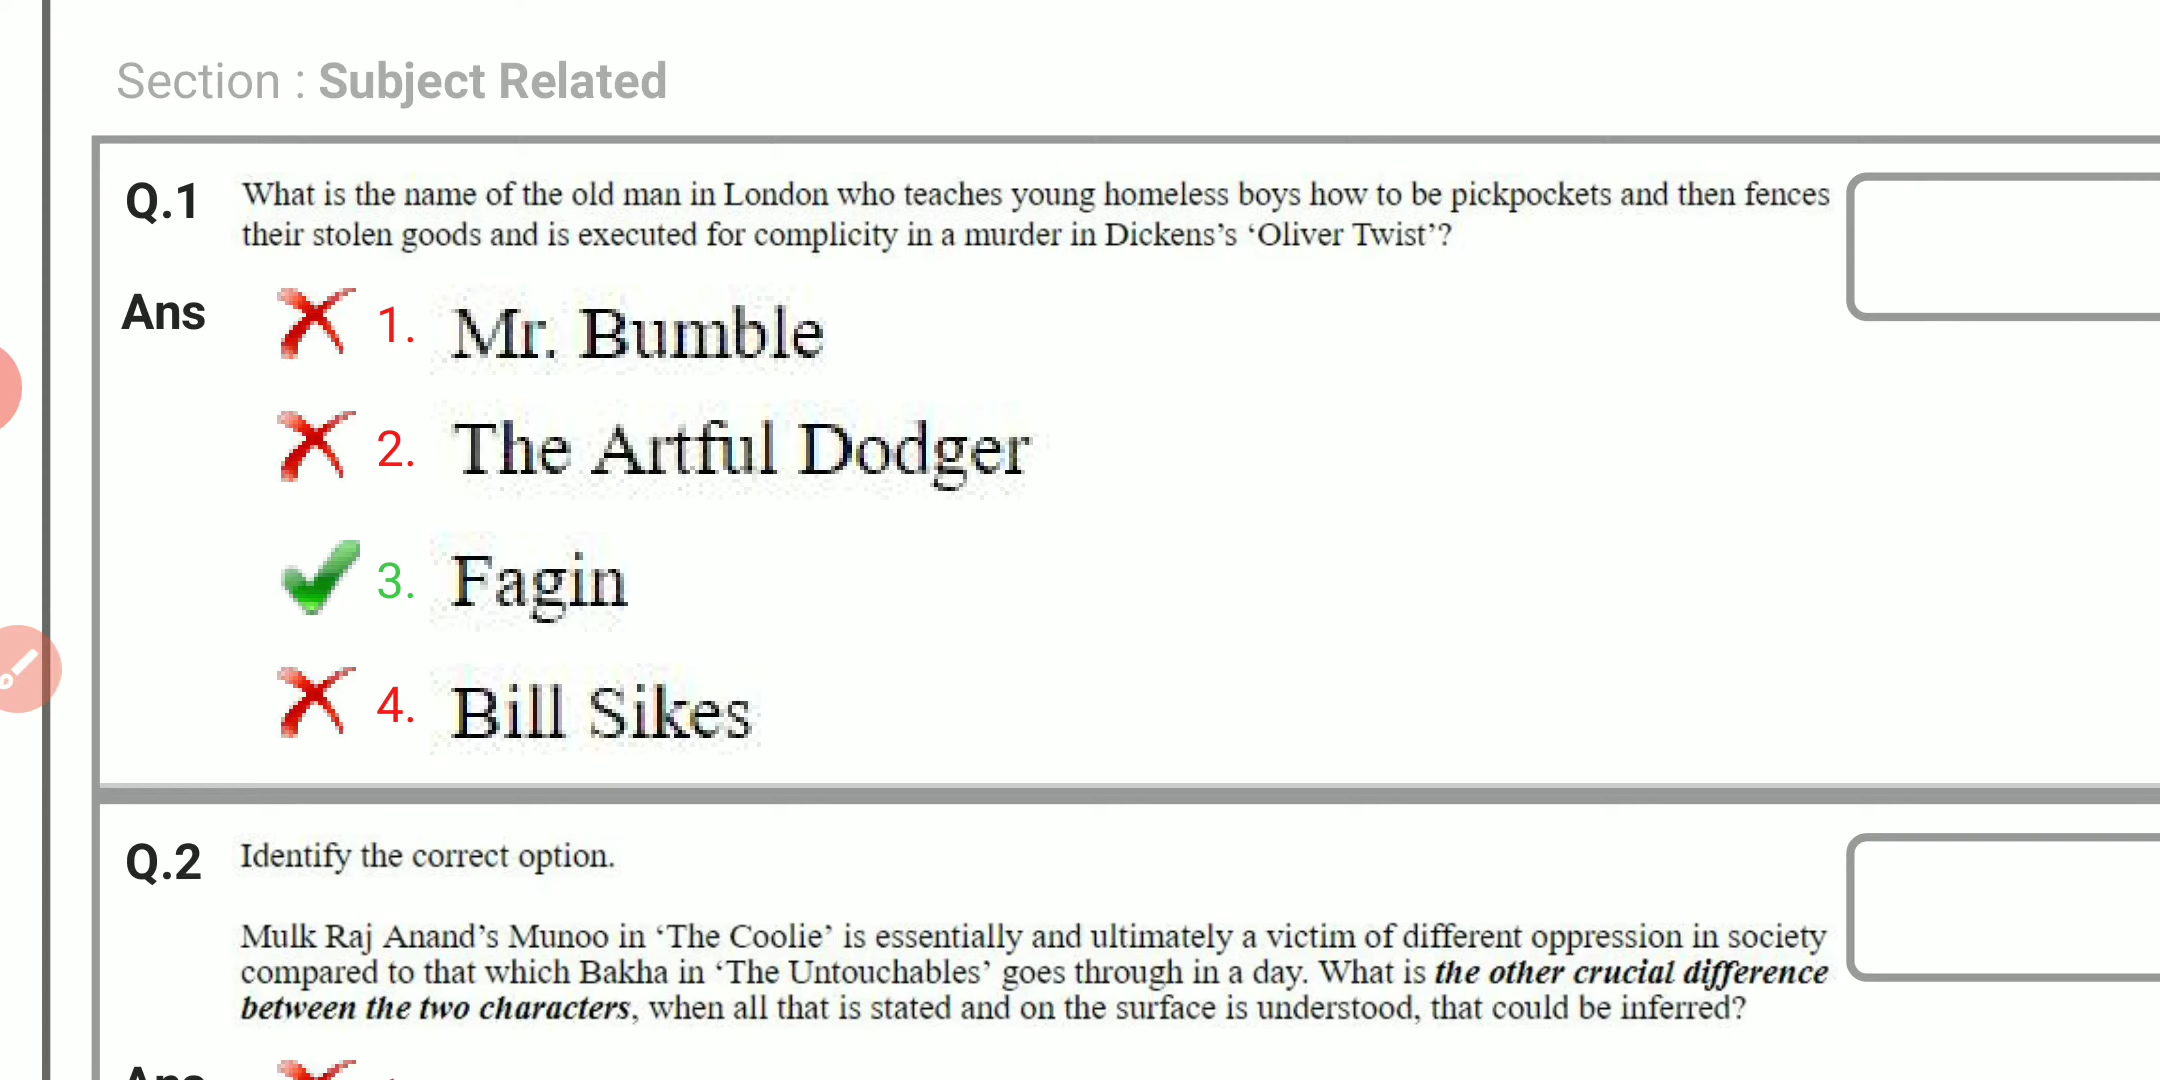 Section : Subject Related
Q.1 What is the name of the old man in London who teaches young homeless boys how to be pickpockets and then fences
their stolen goods and is executed for complicity in a murder in Dickens’s ‘Oliver Twist’?
Ans 1. Mr. Bumble
2. The Artful Dodger
3. Fagin
4. Bill Sikes
Q.2 Identify the correct option.
Mulk Raj Anand’s Munoo in ‘The Coolie’ is essentially and ultimately a victim of different oppression in society
compared to that which Bakha in ‘The Untouchables’ goes through in a day. What is the other crucial difference
between the two characters, when all that is stated and on the surface is understood, that could be inferred?
Ans